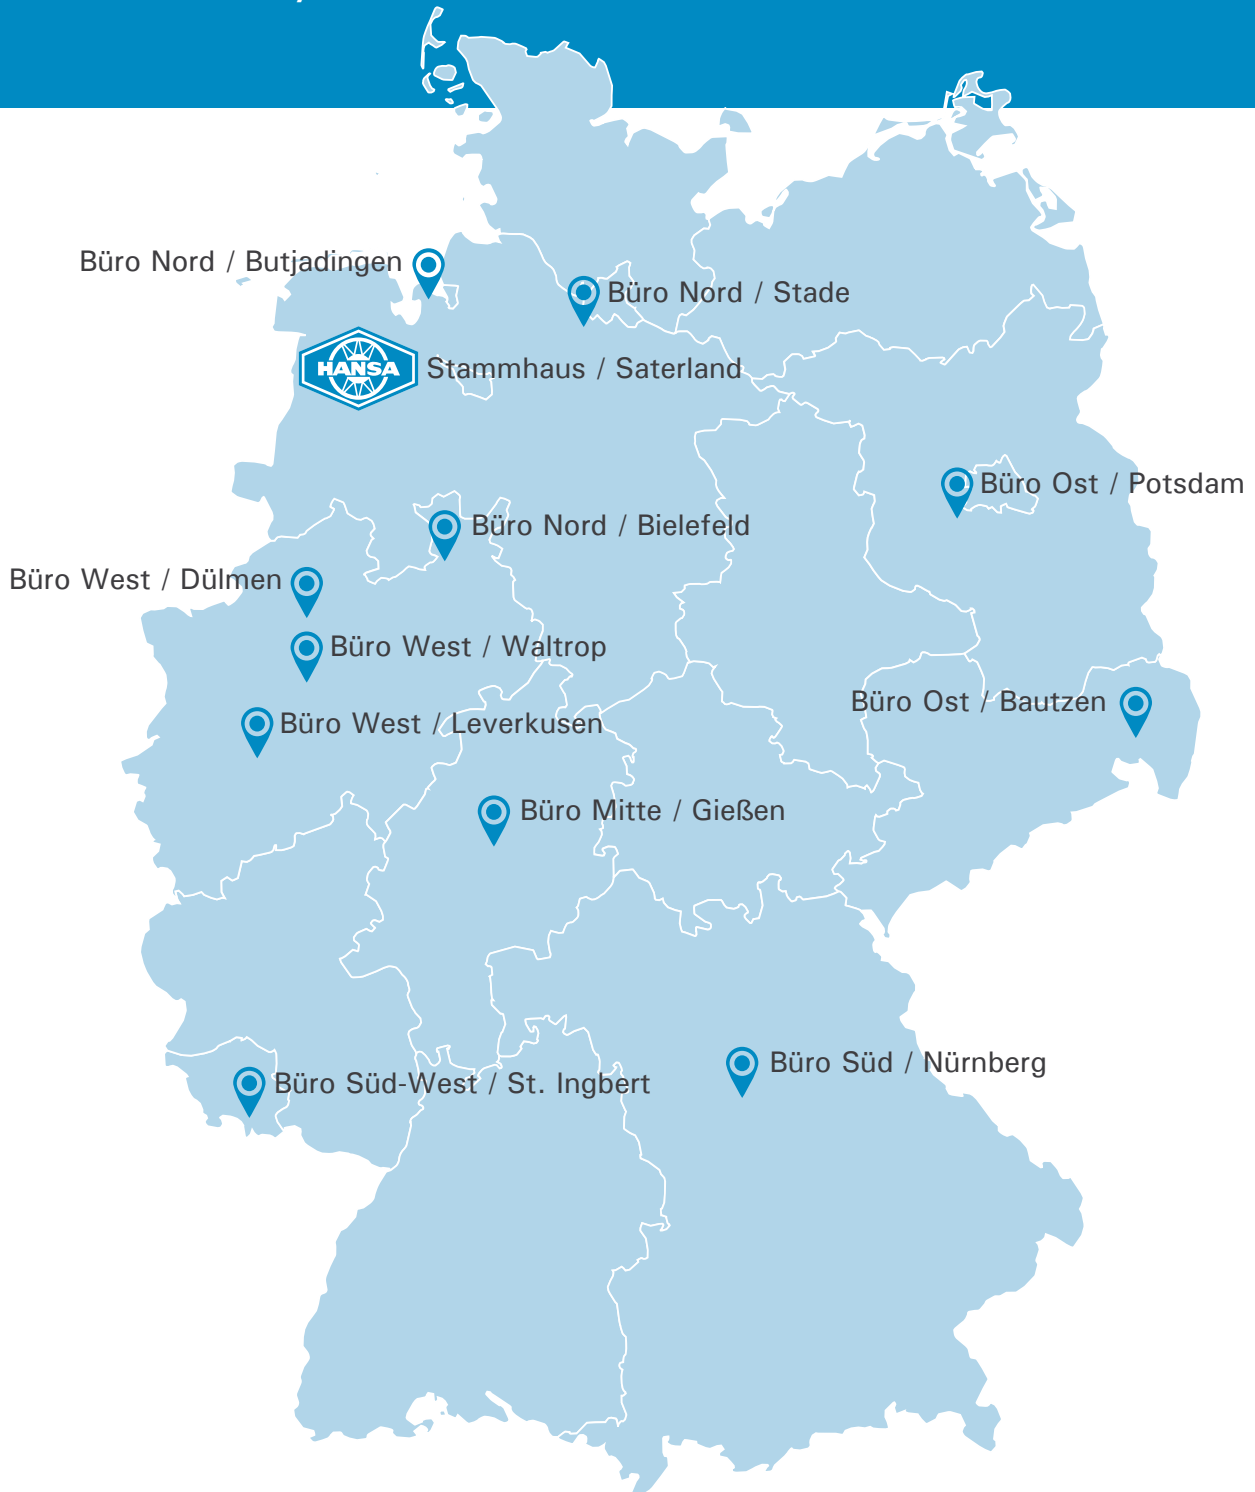 Büro Nord / Butjadingen
Büro Nord / Stade
HANSA
Stammhaus / Saterland
Büro Ost / Potsdam
Büro Nord / Bielefeld
Büro West / Dülmen
Büro West / Waltrop
Büro Ost / Bautzen
Büro West / Leverkusen
Büro Mitte / Gießen
Büro Süd / Nürnberg
Büro Süd-West / St. Ingbert